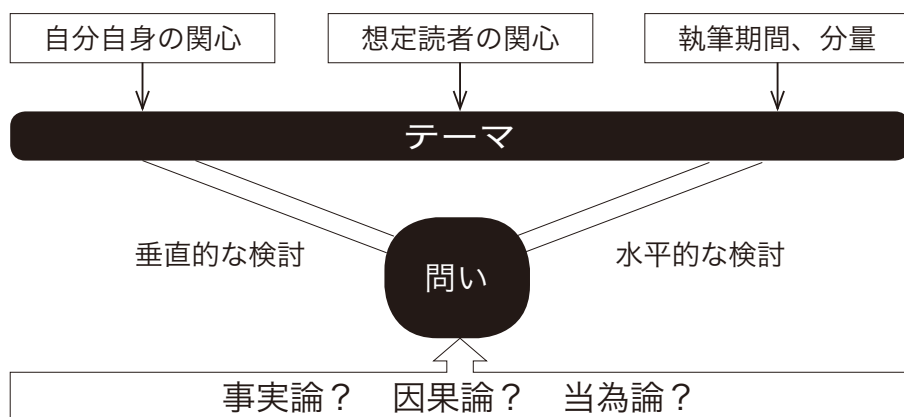 自分自身の関心
想定読者の関心
執筆期間、分量
テーマ
垂直的な検討
水平的な検討
問い
事実論？　因果論？　当為論？